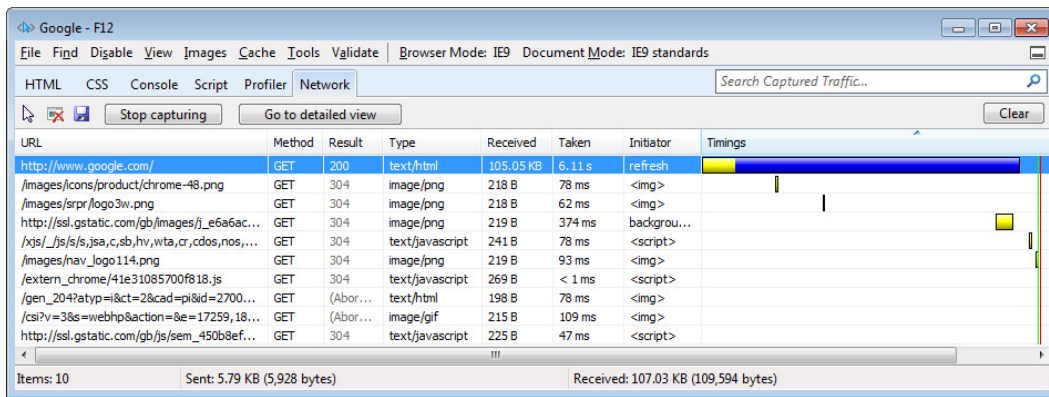 Google - F12
File Find Disable View Images Cache Tools Validate Browser Mode: IE9 Document Mode: IE9 standards
HTML CSS Console Script Profiler Network Search Captured Traffic...
Stop capturing Go to detailed view Clear
URL Method Result Type Received Taken Initiator Timings
http://www.google.com/ GET 200 text/html 105.05 KB 6.11 s refresh
/images/icons/product/chrome-48.png GET 304 image/png 218 B 78 ms <img>
/images/srpr/logo3w.png GET 304 image/png 218 B 62 ms <img>
http://ssl.gstatic.com/gb/images/j_e6a6ac... GET 304 image/png 219 B 374 ms backgrou...
/xjs/_/js/s/s,jsa,c,sb,hv,wta,cr,cdos,nos,... GET 304 text/javascript 241 B 78 ms <script>
/images/nav_logo114.png GET 304 image/png 219 B 93 ms <img>
/extern_chrome/41e31085700f818.js GET 304 text/javascript 269 B < 1 ms <script>
/gen_204?atyp=i&ct=2&cad=pi&id=2700... GET (Abor... text/html 198 B 78 ms <img>
/csi?v=3&s=webhp&action=&e=17259,18... GET (Abor... image/gif 215 B 109 ms <img>
http://ssl.gstatic.com/gb/js/sem_450b8ef... GET 304 text/javascript 225 B 47 ms <script>
Items: 10 Sent: 5.79 KB (5,928 bytes) Received: 107.03 KB (109,594 bytes)